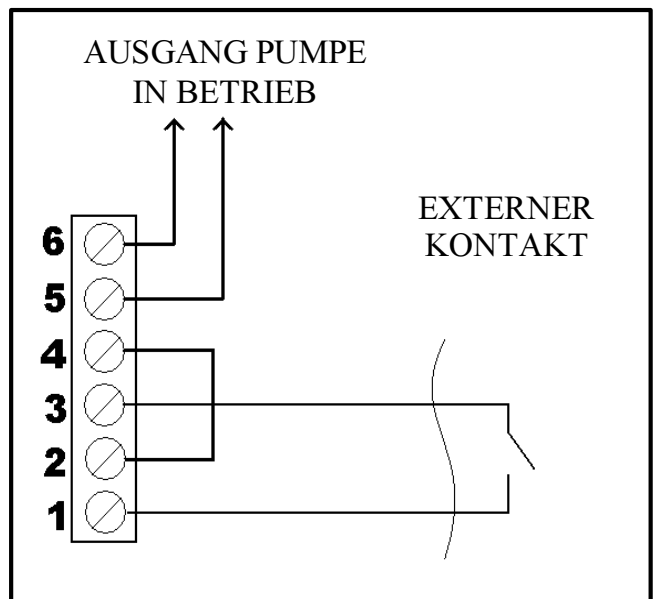 AUSGANG PUMPE
IN BETRIEB
EXTERNER
KONTAKT
6
5
4
3
2
1